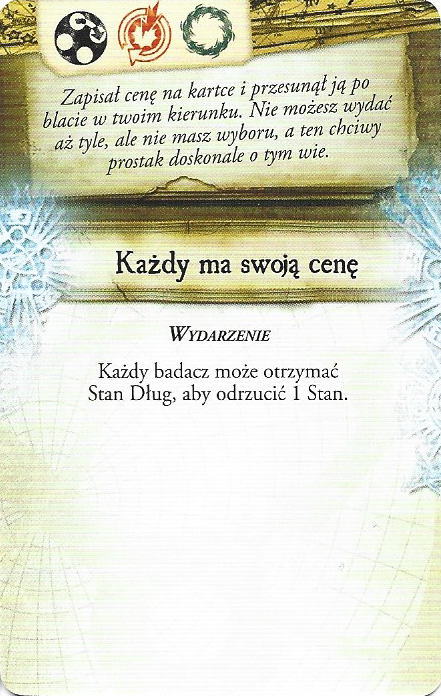 Zapisał cenę na kartce i przesunął ją po
blacie w twoim kierunku. Nie możesz wydać
aż tyle, ale nie masz wyboru, a ten chciwy
prostak doskonale o tym wie.
Każdy ma swoją cenę
WYDARZENIE
Każdy badacz może otrzymać
Stan Dług, aby odrzucić 1 Stan.